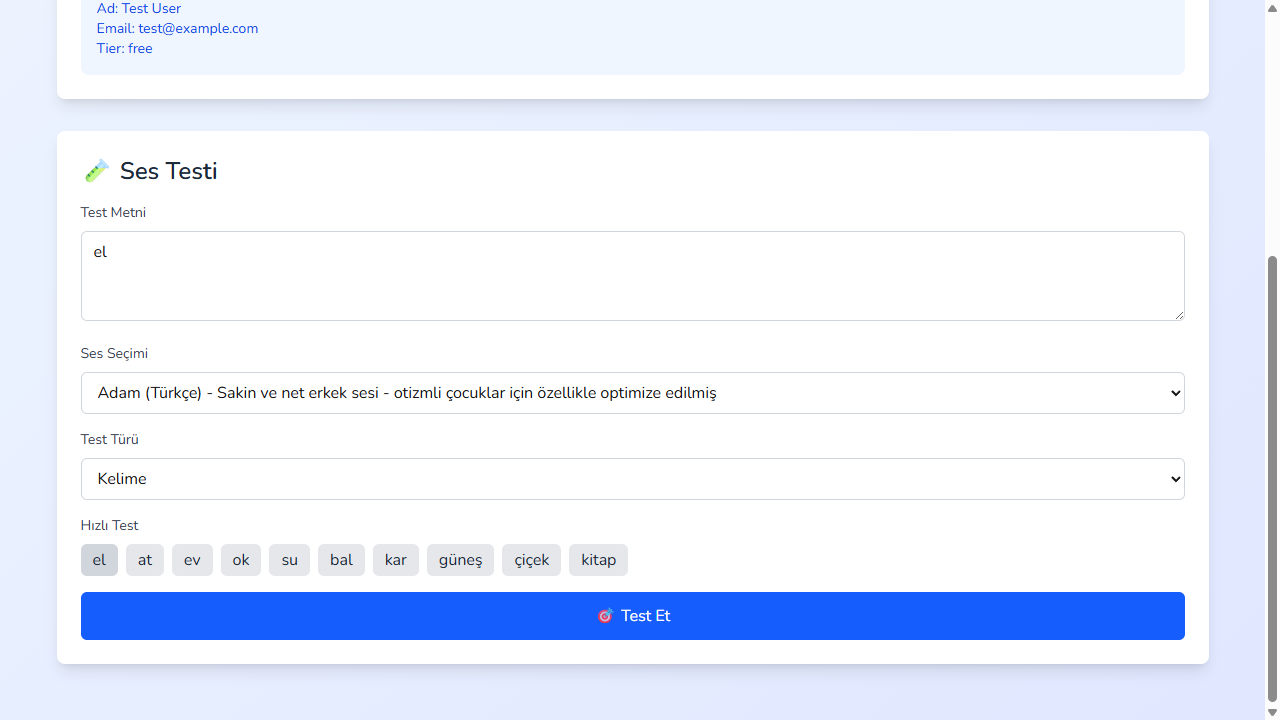 Ad: Test User
Email: test@example.com
Tier: free
Ses Testi
Test Metni
el
Ses Seçimi
Adam (Türkçe) - Sakin ve net erkek sesi - otizmli çocuklar için özellikle optimize edilmiş
Test Türü
Kelime
Hızlı Test
el at ev ok su bal kar güneş çiçek kitap
Test Et